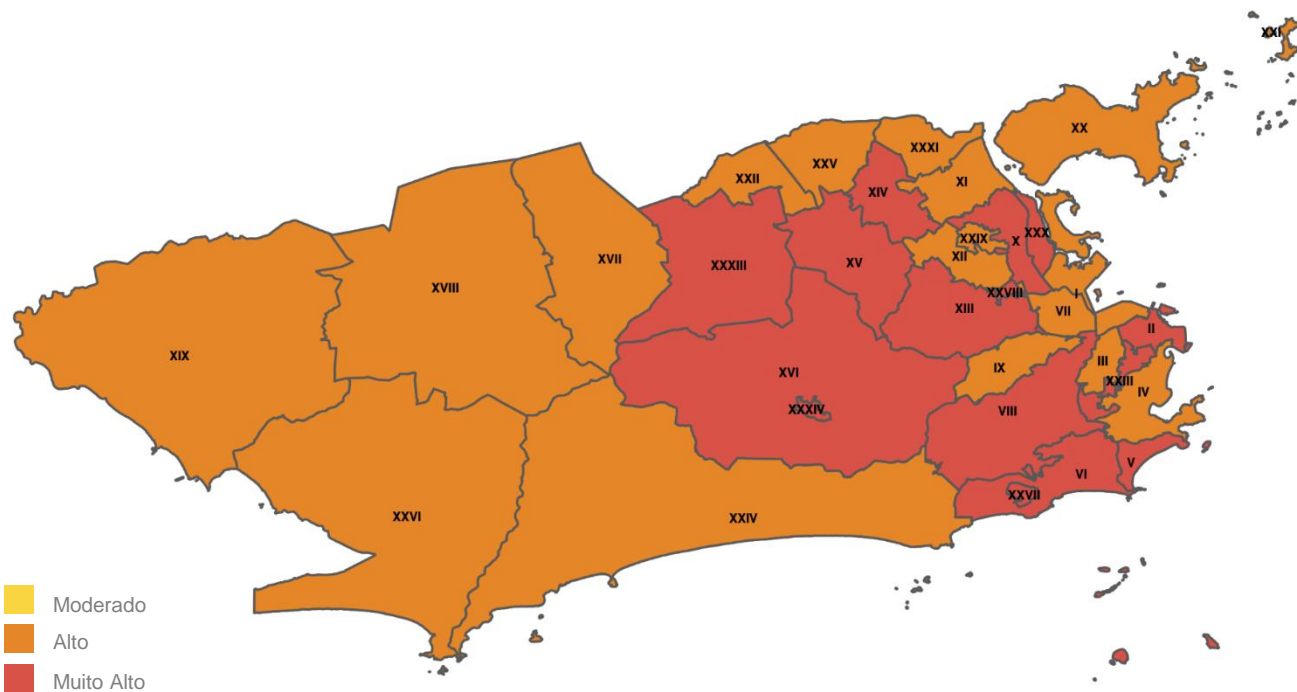 XXI
XX
XXXI
XXV
XXII
XI
XIV
XXX
XXIX
X
XII
XVII
XXXIII
XV
XVIII
XXVIII
I
XIII
VII
II
XIX
III
IX
XVI
XXIII
IV
XXXIV
VIII
V
VI
XXVII
XXVI
XXIV
Moderado
Alto
Muito Alto